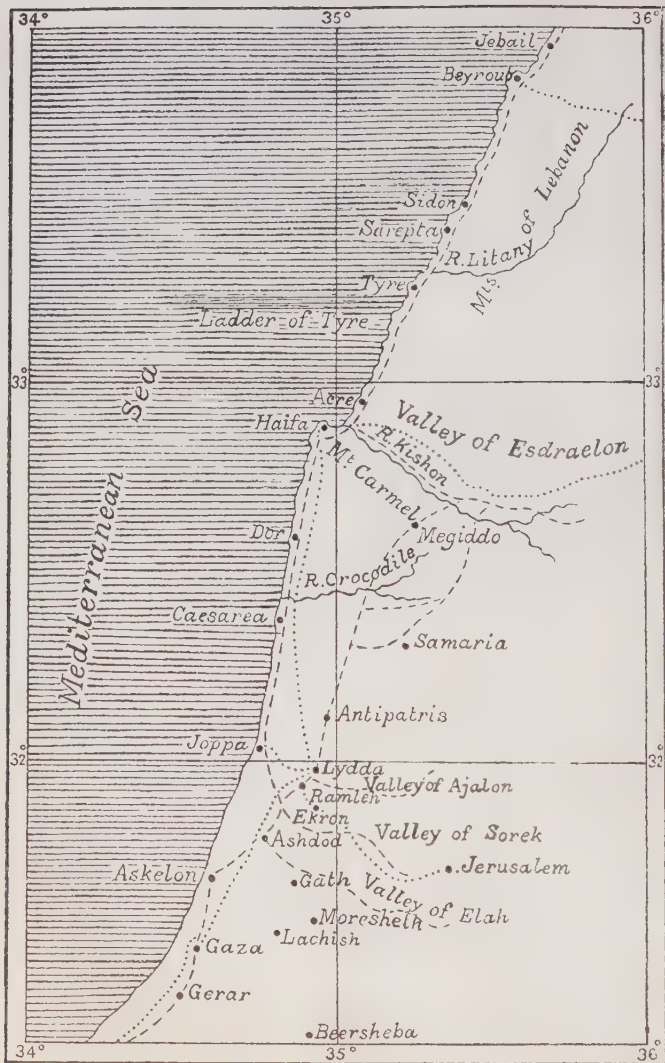 34°
35°
36°
Jebail
Beyrout
Mts of Lebanon
Sidon
Sarepta
R. Litany
Tyre
Ladder of Tyre
33°
33°
Acre
Haifa
Valley of Esdraelon
R. Kishon
Mt. Carmel
Mediterranean Sea
Dor
Megiddo
R. Crocodile
Caesarea
Samaria
Antipatris
Joppa
32°
32°
Lydda
Valley of Ajalon
Ramleh
Ekron
Valley of Sorek
Ashdod
Jerusalem
Askelon
Gath
Valley of Elah
Moresheth
Lachish
Gaza
Gerar
Beersheba
34°
35°
36°